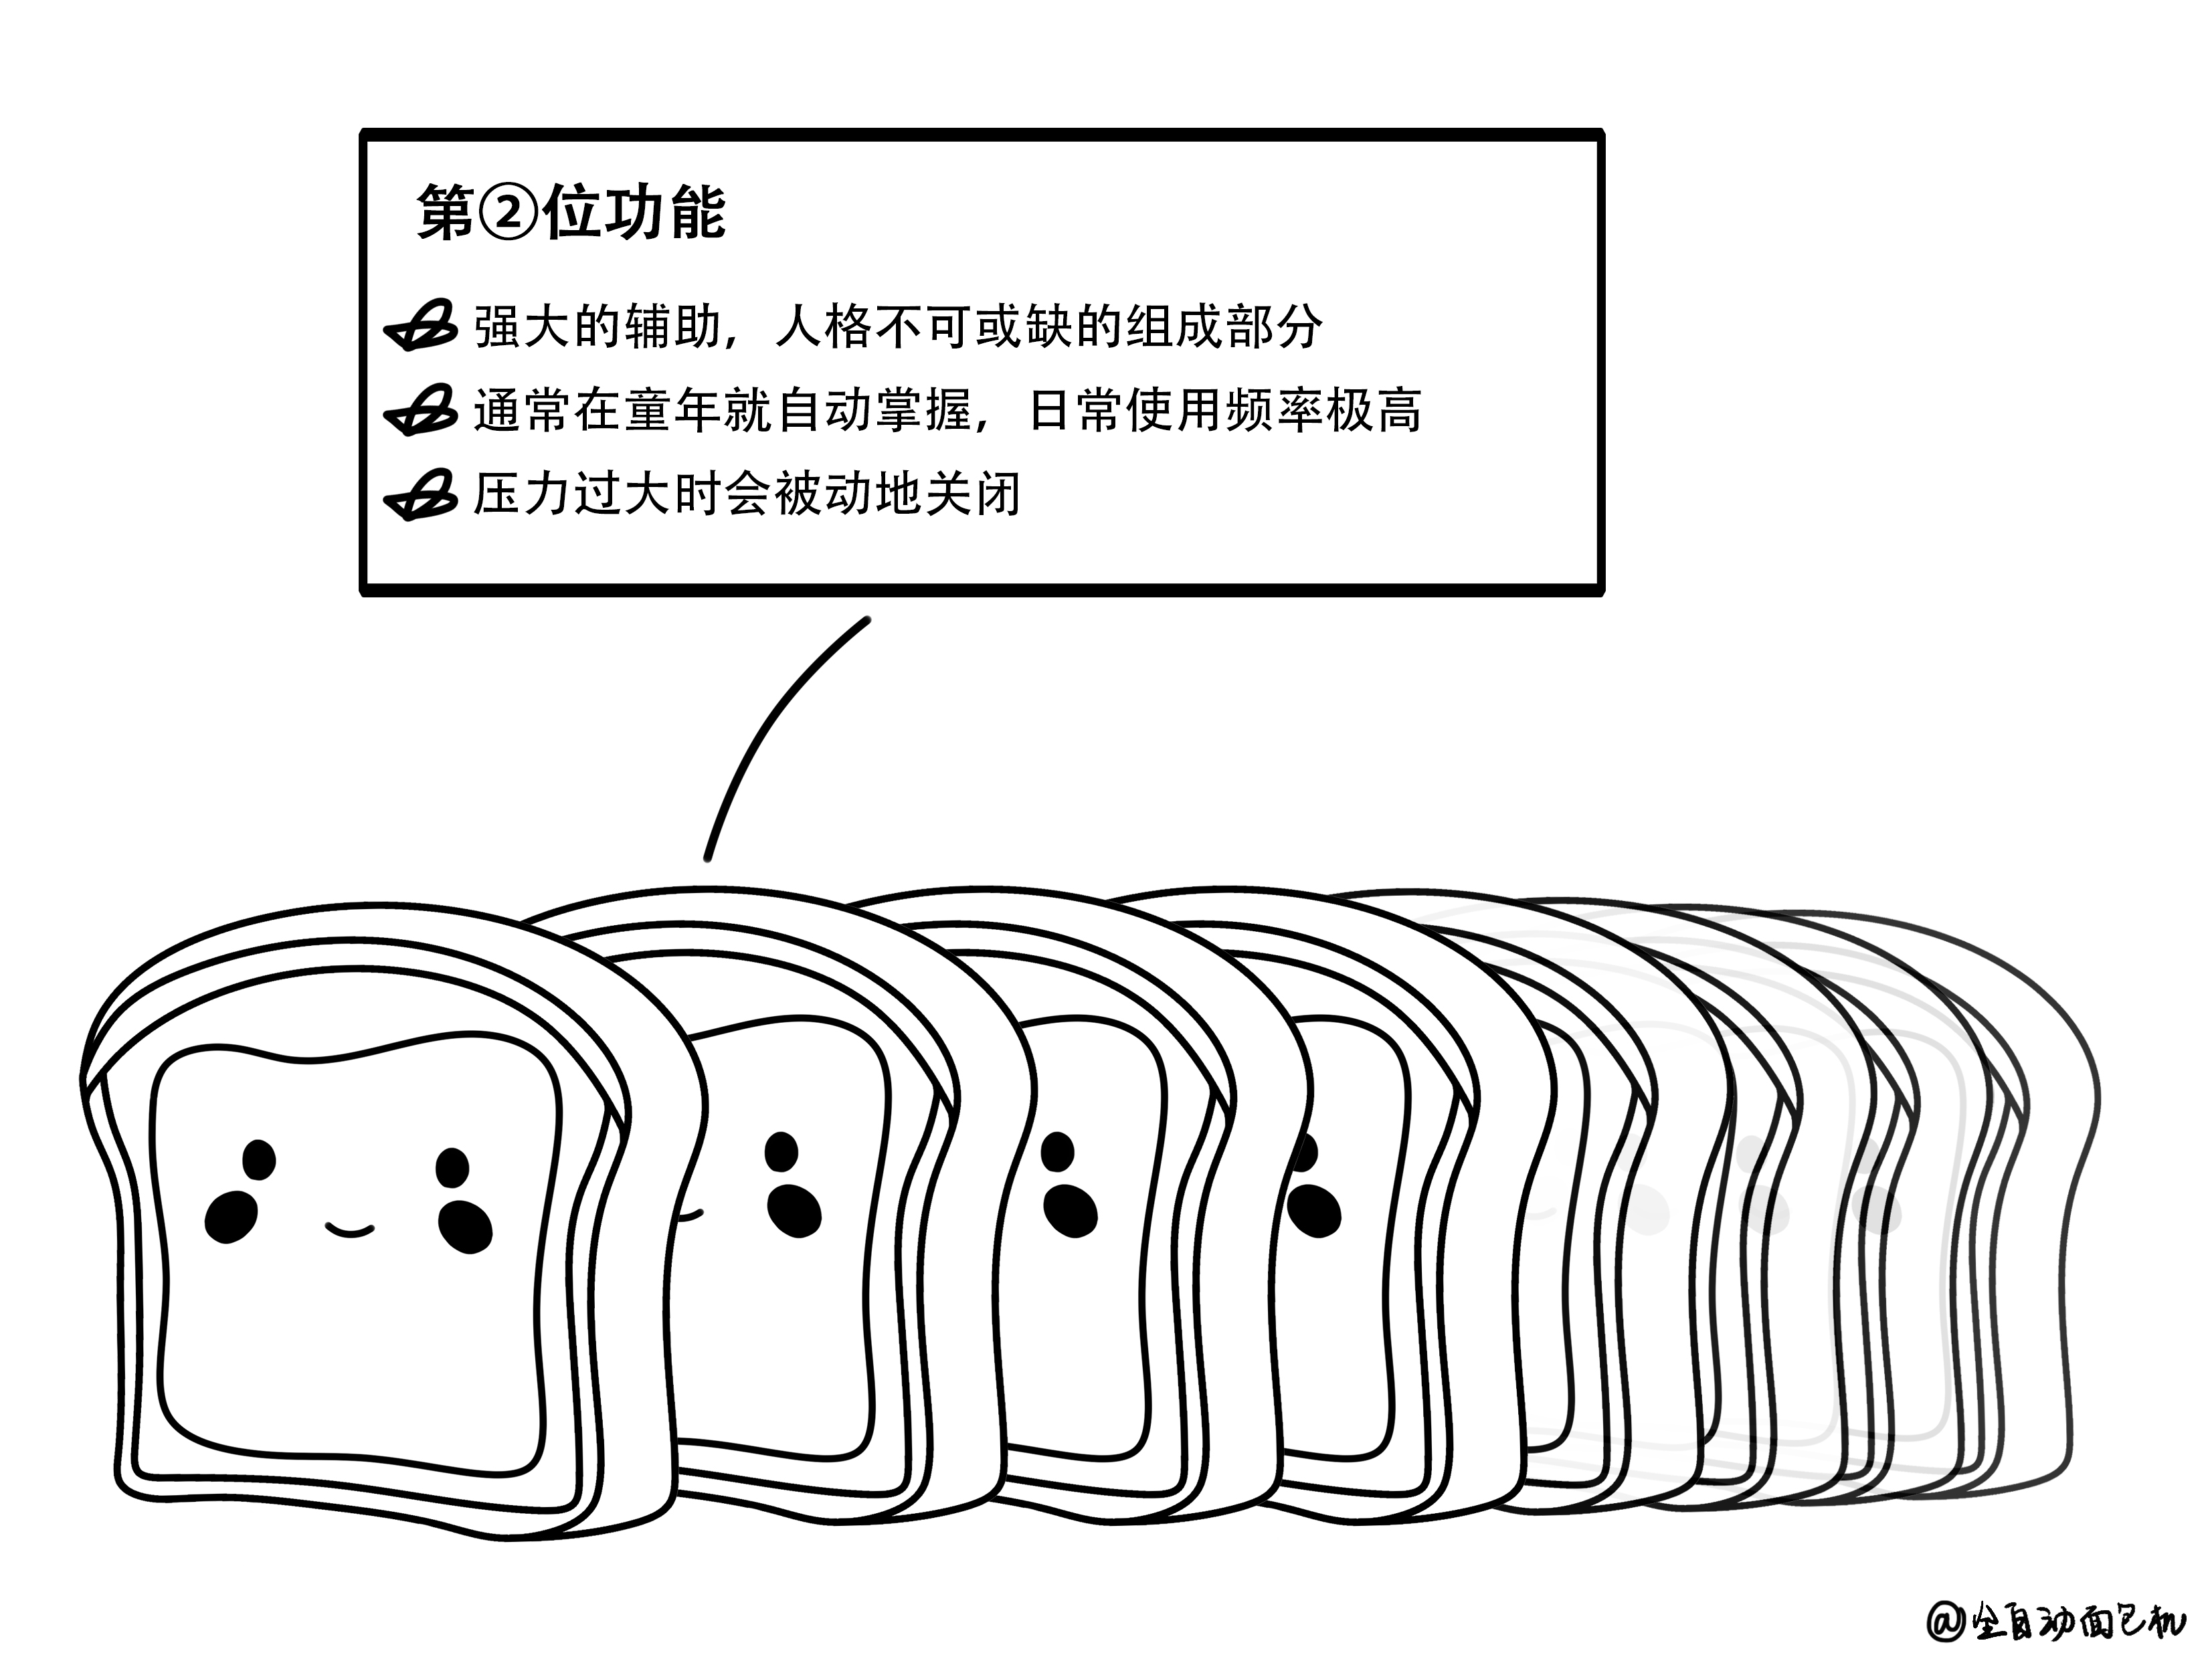 第②位功能
强大的辅助，人格不可或缺的组成部分
通常在童年就自动掌握，日常使用频率极高
压力过大时会被动地关闭
@全自动面包机